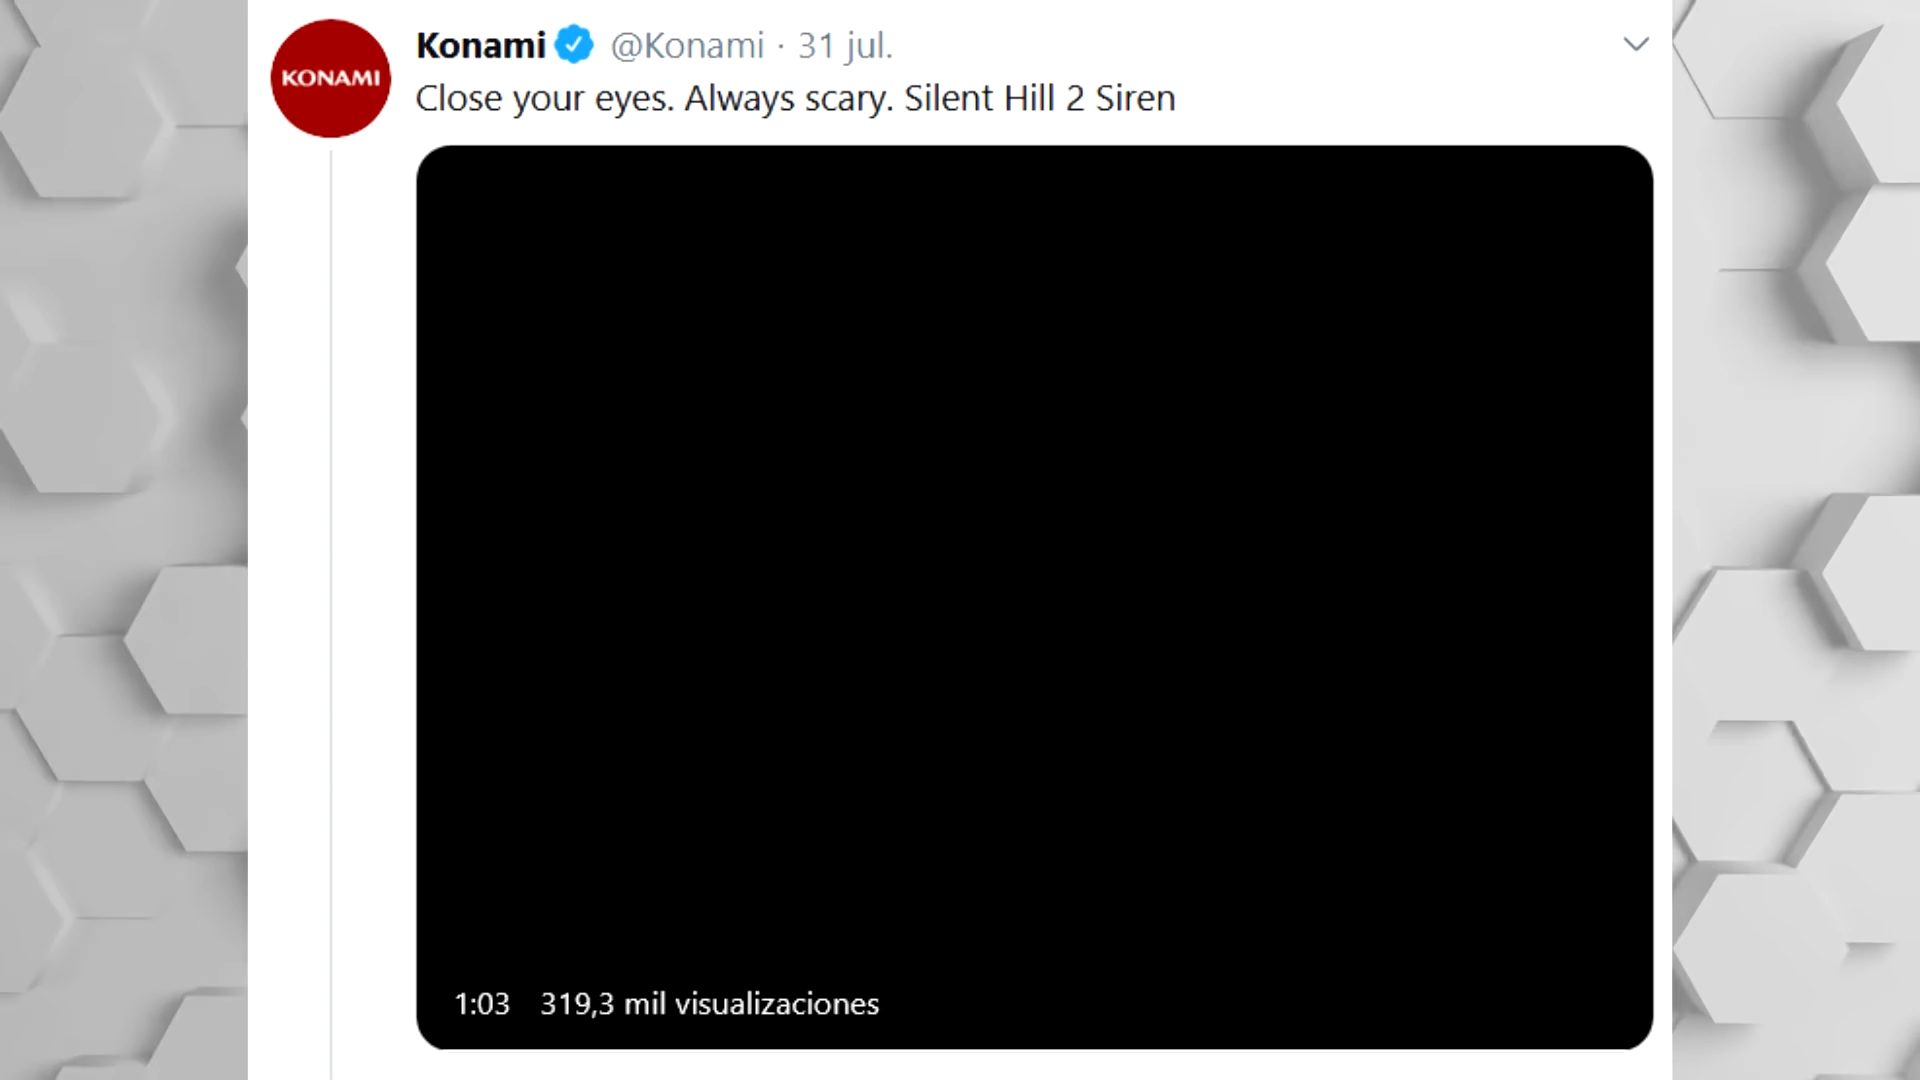 KONAMI
Konami @Konami · 31 jul.
Close your eyes. Always scary. Silent Hill 2 Siren
1:03 319,3 mil visualizaciones